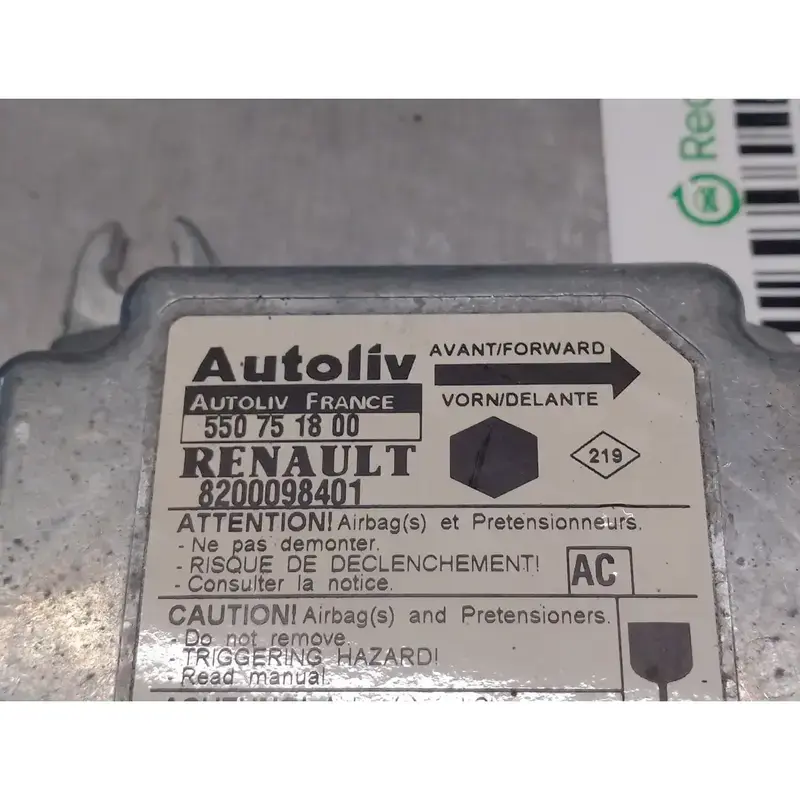 Autoliv
AVANT/FORWARD
AUTOLIV FRANCE
VORN/DELANTE
550 75 18 00
RENAULT
219
8200098401
ATTENTION! Airbag(s) et Pretensionneurs.
- Ne pas demonter.
- RISQUE DE DECLENCHEMENT!
- Consulter la notice.
AC
CAUTION! Airbag(s) and Pretensioners.
- Do not remove.
- TRIGGERING HAZARD!
- Read manual.